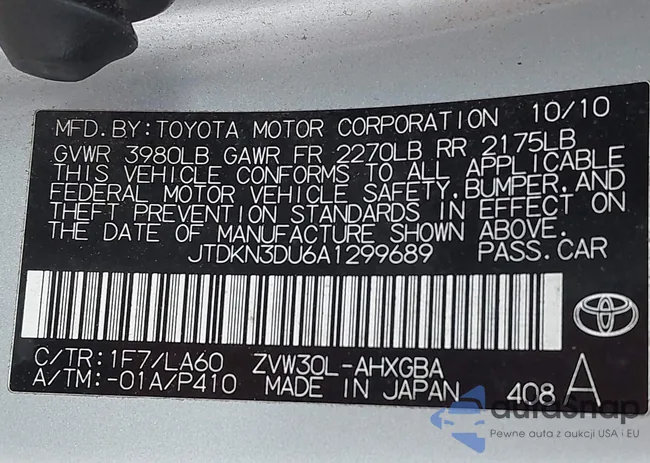 MFD. BY: TOYOTA MOTOR CORPORATION 10/10
GVWR 3980LB GAWR FR 2270LB RR 2175LB
THIS VEHICLE CONFORMS TO ALL APPLICABLE
FEDERAL MOTOR VEHICLE SAFETY, BUMPER, AND
THEFT PREVENTION STANDARDS IN EFFECT ON
THE DATE OF MANUFACTURE SHOWN ABOVE.
JTDKN3DU6A1299689 PASS. CAR
C/TR: 1F7/LA60 ZVW30L-AHXGBA
A/TM: -01A/P410 MADE IN JAPAN 408 A
autaSnap
Pewne auta z aukcji USA i EU